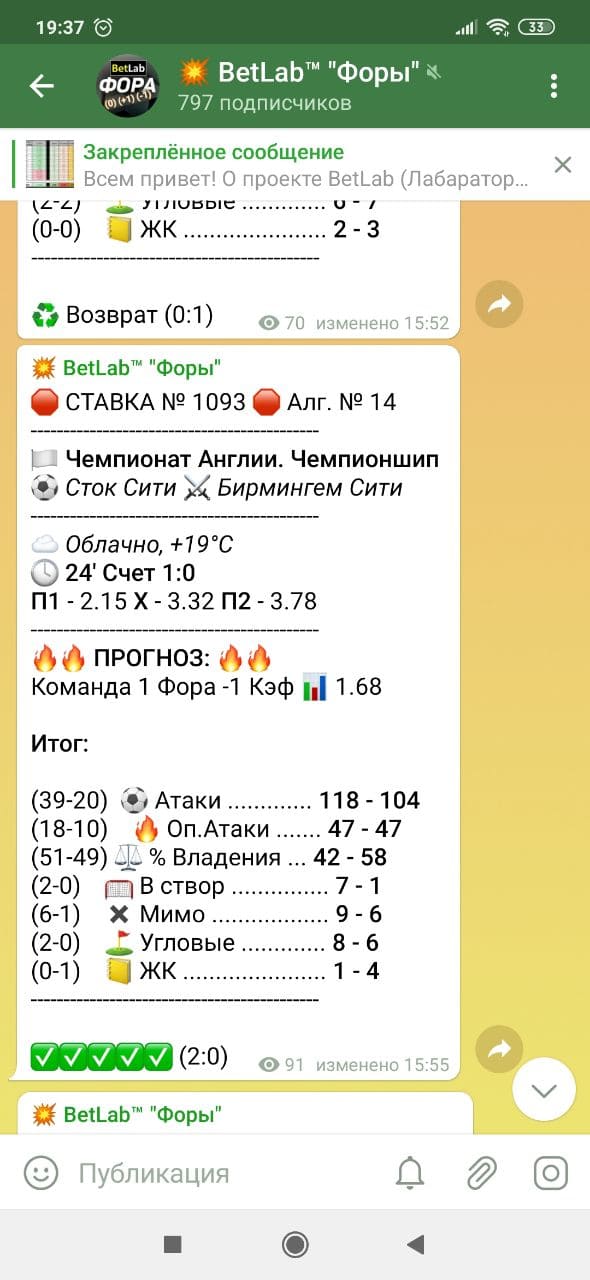 19:37 33
BetLab
ФОРА
(0) (+1) (-1)
BetLab™ "Форы"
797 подписчиков
Закреплённое сообщение
Всем привет! О проекте BetLab (Лабаратор...
(2-2) Угловые ............. 6 - 7
(0-0) ЖК ...................... 2 - 3
--------------------------------------------
Возврат (0:1) 70 изменено 15:52
BetLab™ "Форы"
СТАВКА № 1093 Алг. № 14
--------------------------------------------
Чемпионат Англии. Чемпионшип
Сток Сити Бирмингем Сити
--------------------------------------------
Облачно, +19°C
24' Счет 1:0
П1 - 2.15 X - 3.32 П2 - 3.78
--------------------------------------------
ПРОГНОЗ:
Команда 1 Фора -1 Кэф 1.68
Итог:
(39-20) Атаки ............. 118 - 104
(18-10) Оп.Атаки ....... 47 - 47
(51-49) % Владения ... 42 - 58
(2-0) В створ ............... 7 - 1
(6-1) Мимо .................. 9 - 6
(2-0) Угловые ............. 8 - 6
(0-1) ЖК ...................... 1 - 4
--------------------------------------------
(2:0) 91 изменено 15:55
BetLab™ "Форы"
Публикация